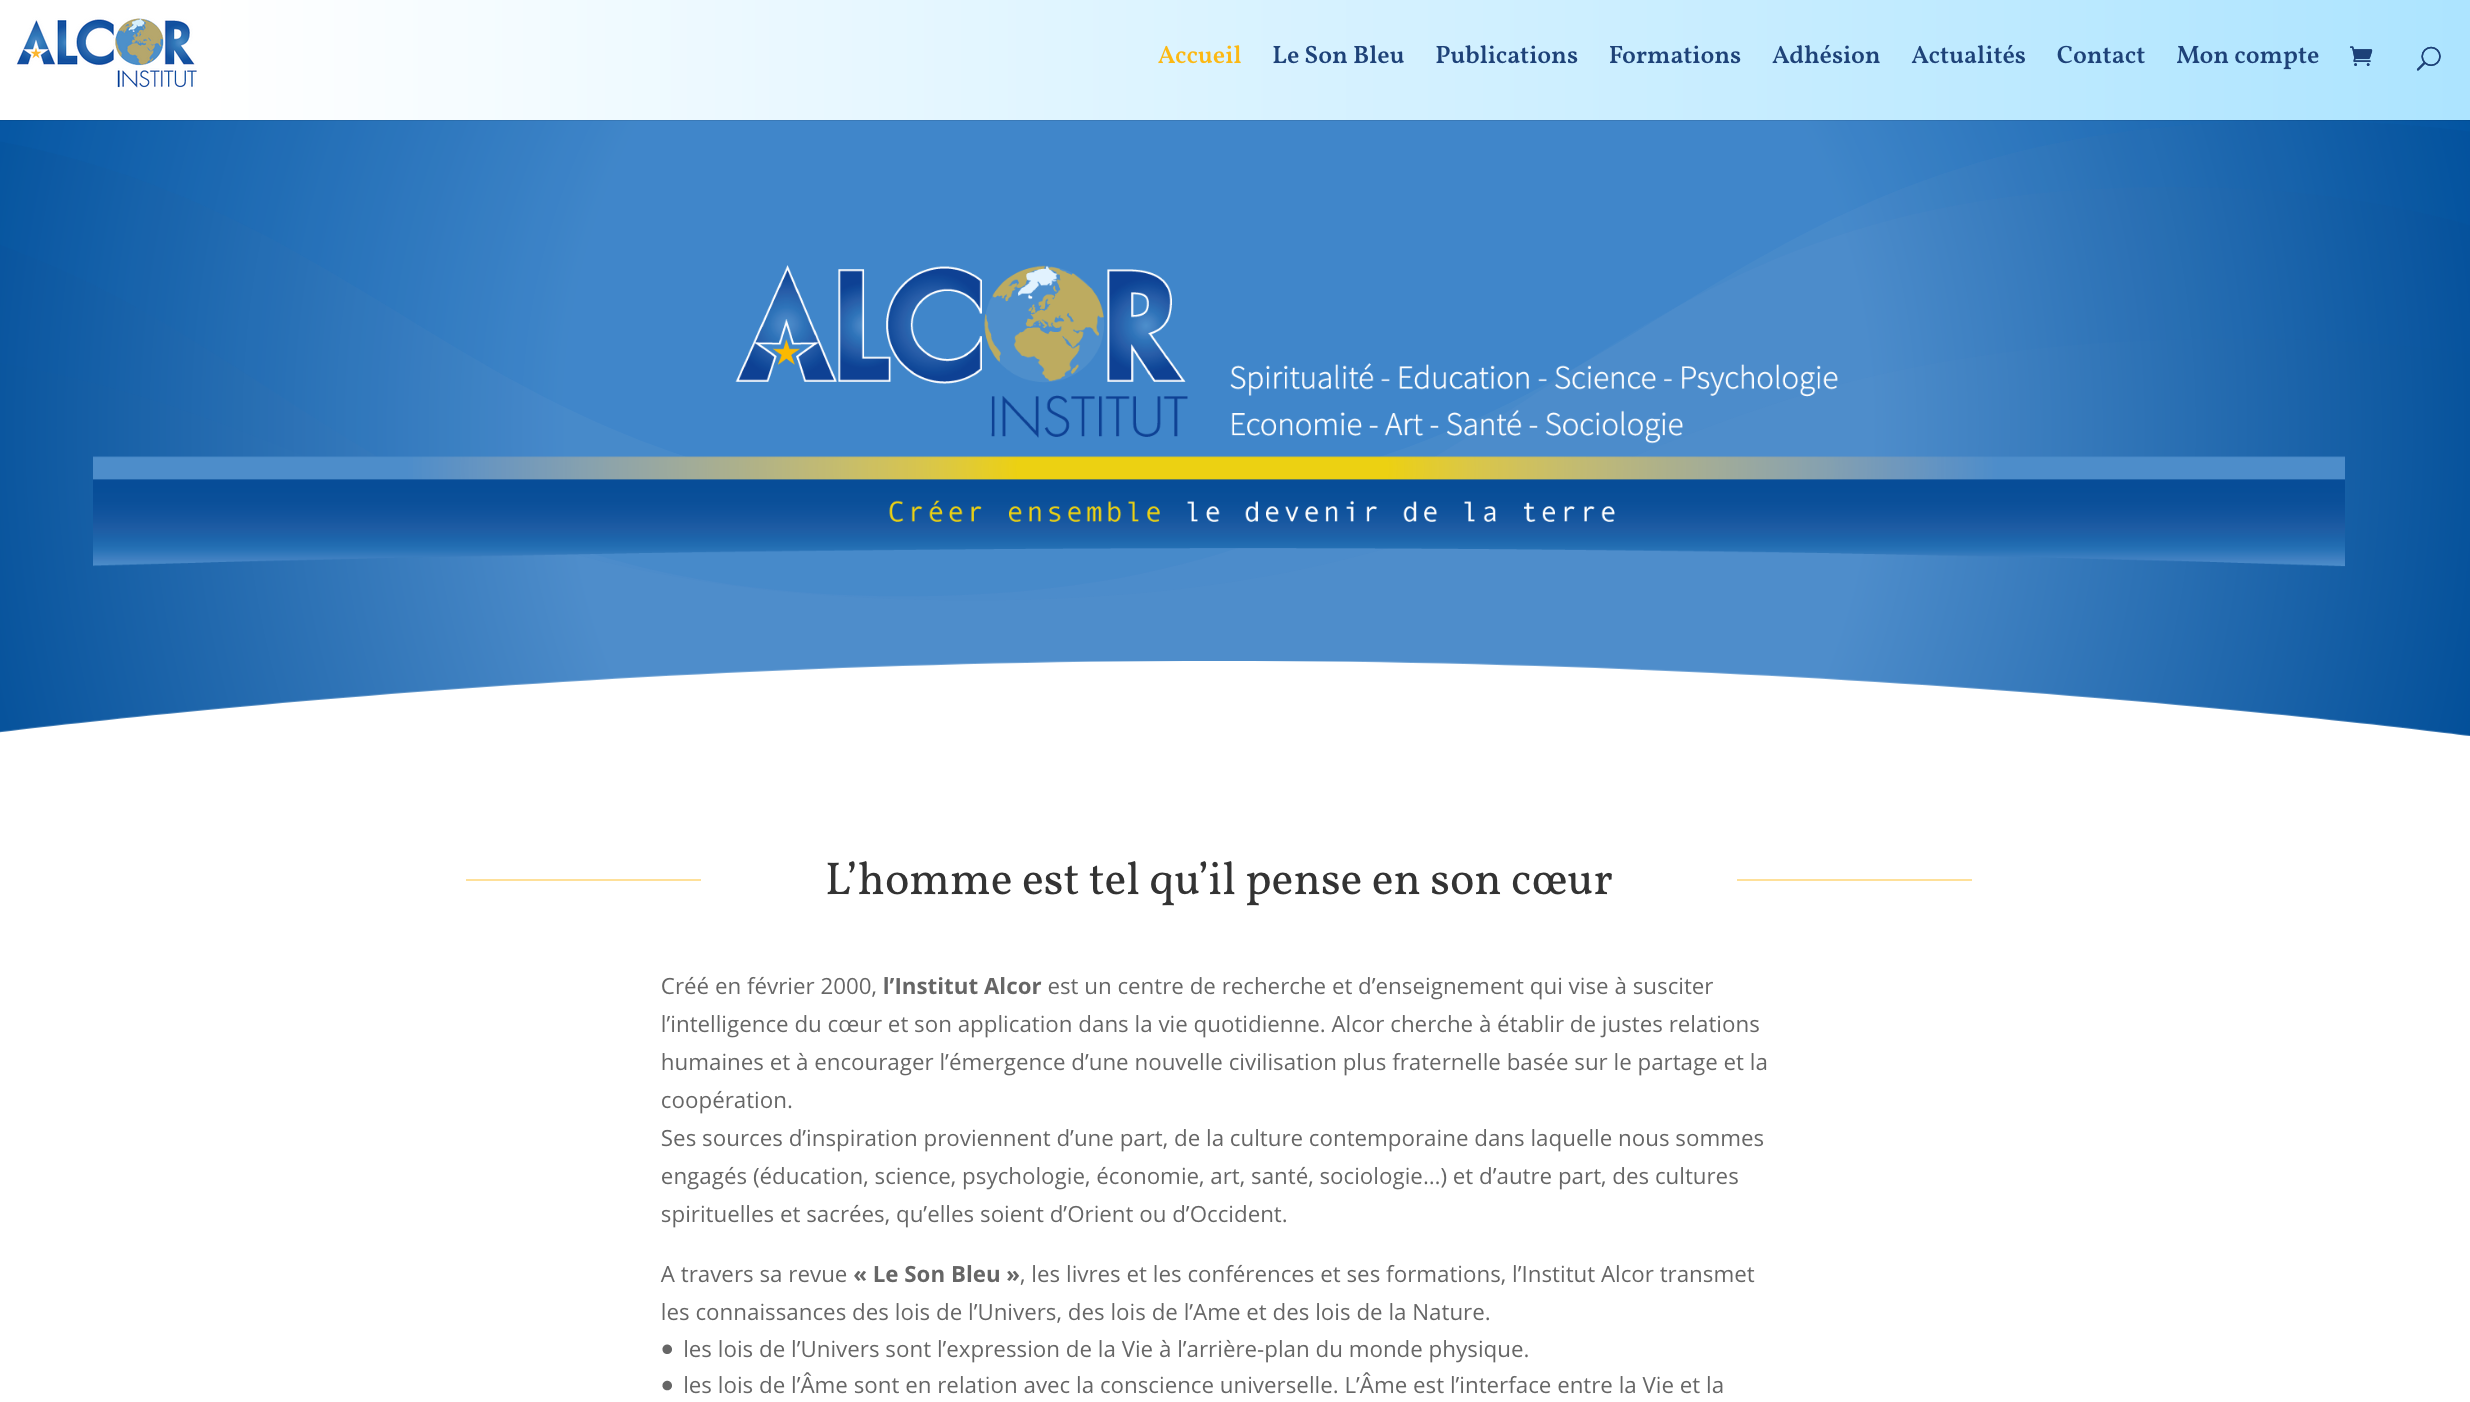 ALCOR
INSTITUT
Accueil Le Son Bleu Publications Formations Adhésion Actualités Contact Mon compte
ALCOR
INSTITUT
Spiritualité - Education - Science - Psychologie
Economie - Art - Santé - Sociologie
Créer ensemble le devenir de la terre
L’homme est tel qu’il pense en son cœur
Créé en février 2000, l’Institut Alcor est un centre de recherche et d’enseignement qui vise à susciter
l’intelligence du cœur et son application dans la vie quotidienne. Alcor cherche à établir de justes relations
humaines et à encourager l’émergence d’une nouvelle civilisation plus fraternelle basée sur le partage et la
coopération.
Ses sources d’inspiration proviennent d’une part, de la culture contemporaine dans laquelle nous sommes
engagés (éducation, science, psychologie, économie, art, santé, sociologie…) et d’autre part, des cultures
spirituelles et sacrées, qu’elles soient d’Orient ou d’Occident.
A travers sa revue « Le Son Bleu », les livres et les conférences et ses formations, l’Institut Alcor transmet
les connaissances des lois de l’Univers, des lois de l’Ame et des lois de la Nature.
● les lois de l’Univers sont l’expression de la Vie à l’arrière-plan du monde physique.
● les lois de l’Âme sont en relation avec la conscience universelle. L’Âme est l’interface entre la Vie et la